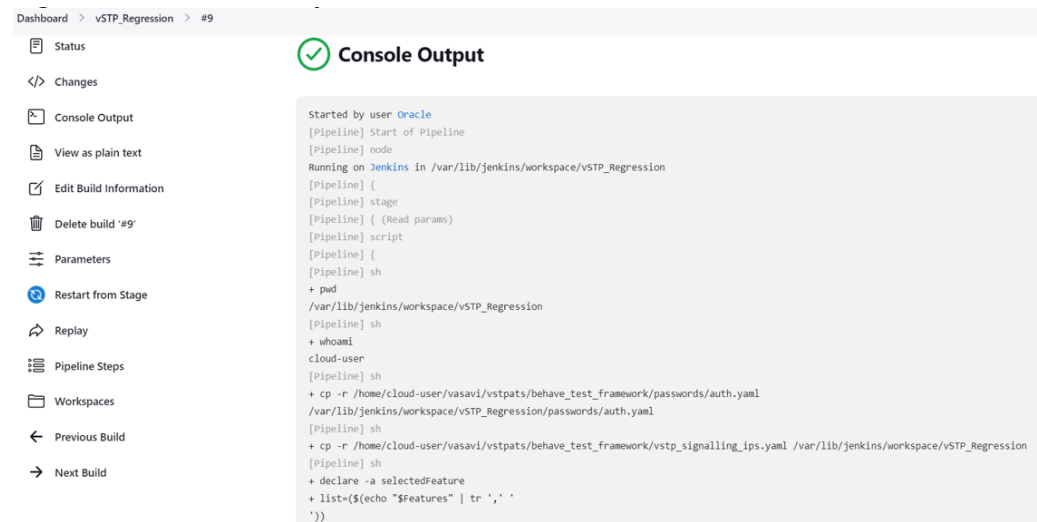 Dashboard > vSTP_Regression > #9
Status
Changes
Console Output
View as plain text
Edit Build Information
Delete build '#9'
Parameters
Restart from Stage
Replay
Pipeline Steps
Workspaces
Previous Build
Next Build
Console Output
Started by user Oracle
[Pipeline] Start of Pipeline
[Pipeline] node
Running on Jenkins in /var/lib/jenkins/workspace/vSTP_Regression
[Pipeline] {
[Pipeline] stage
[Pipeline] { (Read params)
[Pipeline] script
[Pipeline] {
[Pipeline] sh
+ pwd
/var/lib/jenkins/workspace/vSTP_Regression
[Pipeline] sh
+ whoami
cloud-user
[Pipeline] sh
+ cp -r /home/cloud-user/vasavi/vstpats/behave_test_framework/passwords/auth.yaml
/var/lib/jenkins/workspace/vSTP_Regression/passwords/auth.yaml
[Pipeline] sh
+ cp -r /home/cloud-user/vasavi/vstpats/behave_test_framework/vstp_signalling_ips.yaml /var/lib/jenkins/workspace/vSTP_Regression
[Pipeline] sh
+ declare -a selectedFeature
+ list=($(echo "$Features" | tr ',' '
'))